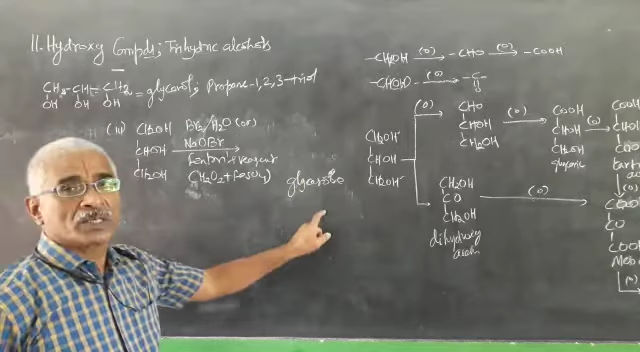 II. Hydroxy Compds; Trihydric alcohols
CH2 - CH - CH2 = glycerol; Propane-1,2,3-triol
OH OH OH
(iii) CH2OH Br2/H2O (or)
CHOH NaOBr
CH2OH Fenton's reagent
(H2O2 + FeSO4) glycerose
-CH2OH (O) -CHO (O) -COOH
-CHOH (O) -C-
O
(O) CHO COOH COOH
CHOH (O) CHOH (O) CHOH
CH2OH CH2OH CH2OH
CHOH glyceric
CH2OH
CH2OH
CO (O) CO
CH2OH COOH
dihydroxy
(O)